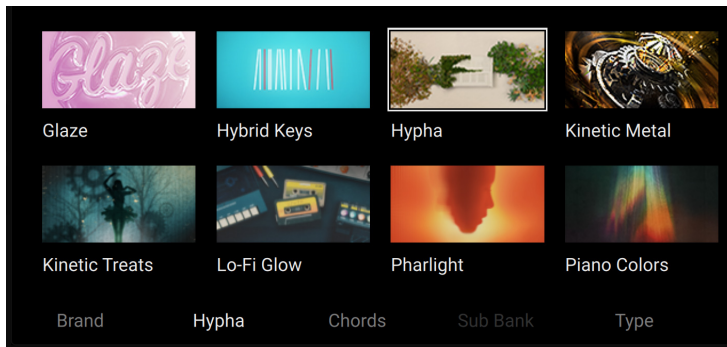 Glaze
Glaze Hybrid Keys Hypha Kinetic Metal
Kinetic Treats Lo-Fi Glow Pharlight Piano Colors
Brand Hypha Chords Sub Bank Type